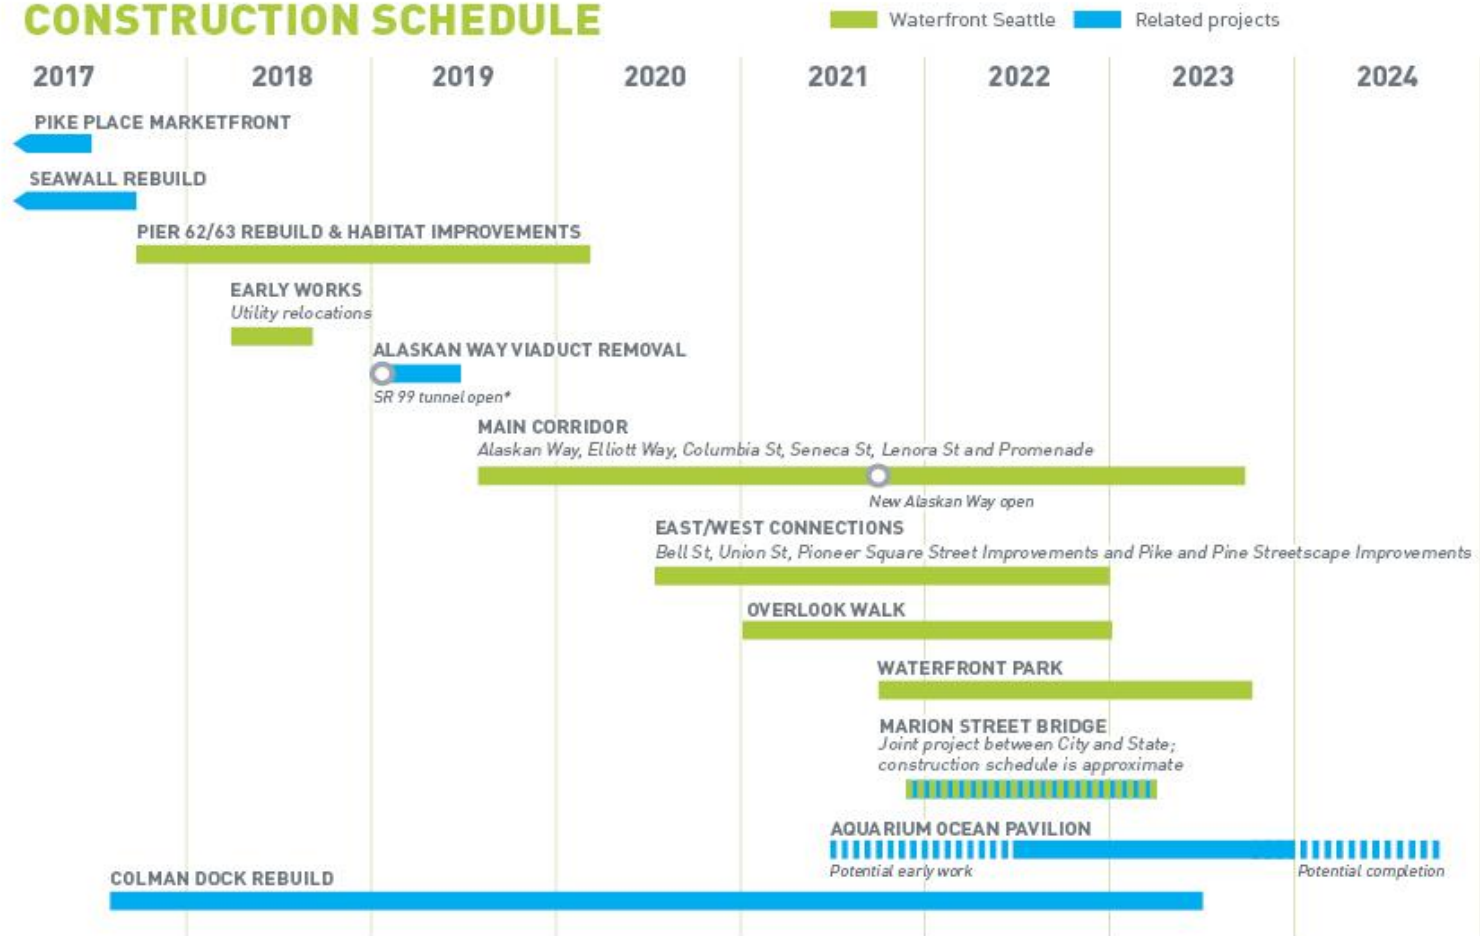 CONSTRUCTION SCHEDULE
Waterfront Seattle
Related projects
2017 2018 2019 2020 2021 2022 2023 2024
PIKE PLACE MARKETFRONT
SEAWALL REBUILD
PIER 62/63 REBUILD & HABITAT IMPROVEMENTS
EARLY WORKS
Utility relocations
ALASKAN WAY VIADUCT REMOVAL
SR 99 tunnel open*
MAIN CORRIDOR
Alaskan Way, Elliott Way, Columbia St, Seneca St, Lenora St and Promenade
New Alaskan Way open
EAST/WEST CONNECTIONS
Bell St, Union St, Pioneer Square Street Improvements and Pike and Pine Streetscape Improvements
OVERLOOK WALK
WATERFRONT PARK
MARION STREET BRIDGE
Joint project between City and State;
construction schedule is approximate
AQUARIUM OCEAN PAVILION
Potential early work
Potential completion
COLMAN DOCK REBUILD